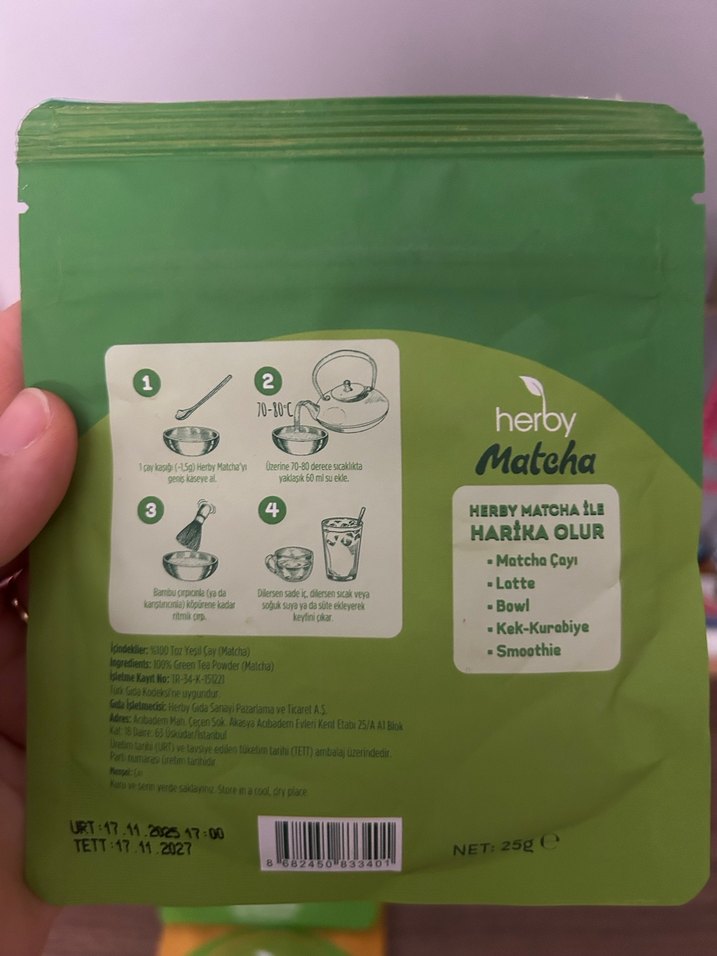 1
1 çay kaşığı (~1,5g) Herby Matcha'yı
geniş kaseye al.
2
70-80°C
Üzerine 70-80 derece sıcaklıkta
yaklaşık 60 ml su ekle.
3
Bambu çırpıcınla (ya da
karıştırıcınla) köpürene kadar
ritmik çırp.
4
Dilersen sade iç, dilersen sıcak veya
soğuk suya ya da süte ekleyerek
keyfini çıkar.
herby
Matcha
HERBY MATCHA İLE
HARİKA OLUR
▪ Matcha Çayı
▪ Latte
▪ Bowl
▪ Kek-Kurabiye
▪ Smoothie
İçindekiler: %100 Toz Yeşil Çay (Matcha)
Ingredients: 100% Green Tea Powder (Matcha)
İşletme Kayıt No: TR-34-K-151221
Türk Gıda Kodeksi'ne uygundur.
Gıda İşletmecisi: Herby Gıda Sanayi Pazarlama ve Ticaret A.Ş.
Adres: Acıbadem Mah. Çeçen Sok. Akasya Acıbadem Evleri Kent Etabı 25/A A1 Blok
Kat: 18 Daire: 63 Üsküdar/İstanbul
Üretim tarihi (ÜRT) ve tavsiye edilen tüketim tarihi (TETT) ambalaj üzerindedir.
Parti numarası üretim tarihidir.
Menşei: Çin
Kuru ve serin yerde saklayınız. Store in a cool, dry place.
URT:17.11.2025 17:00
TETT:17.11.2027
8 682450 833401
NET: 25g ℮